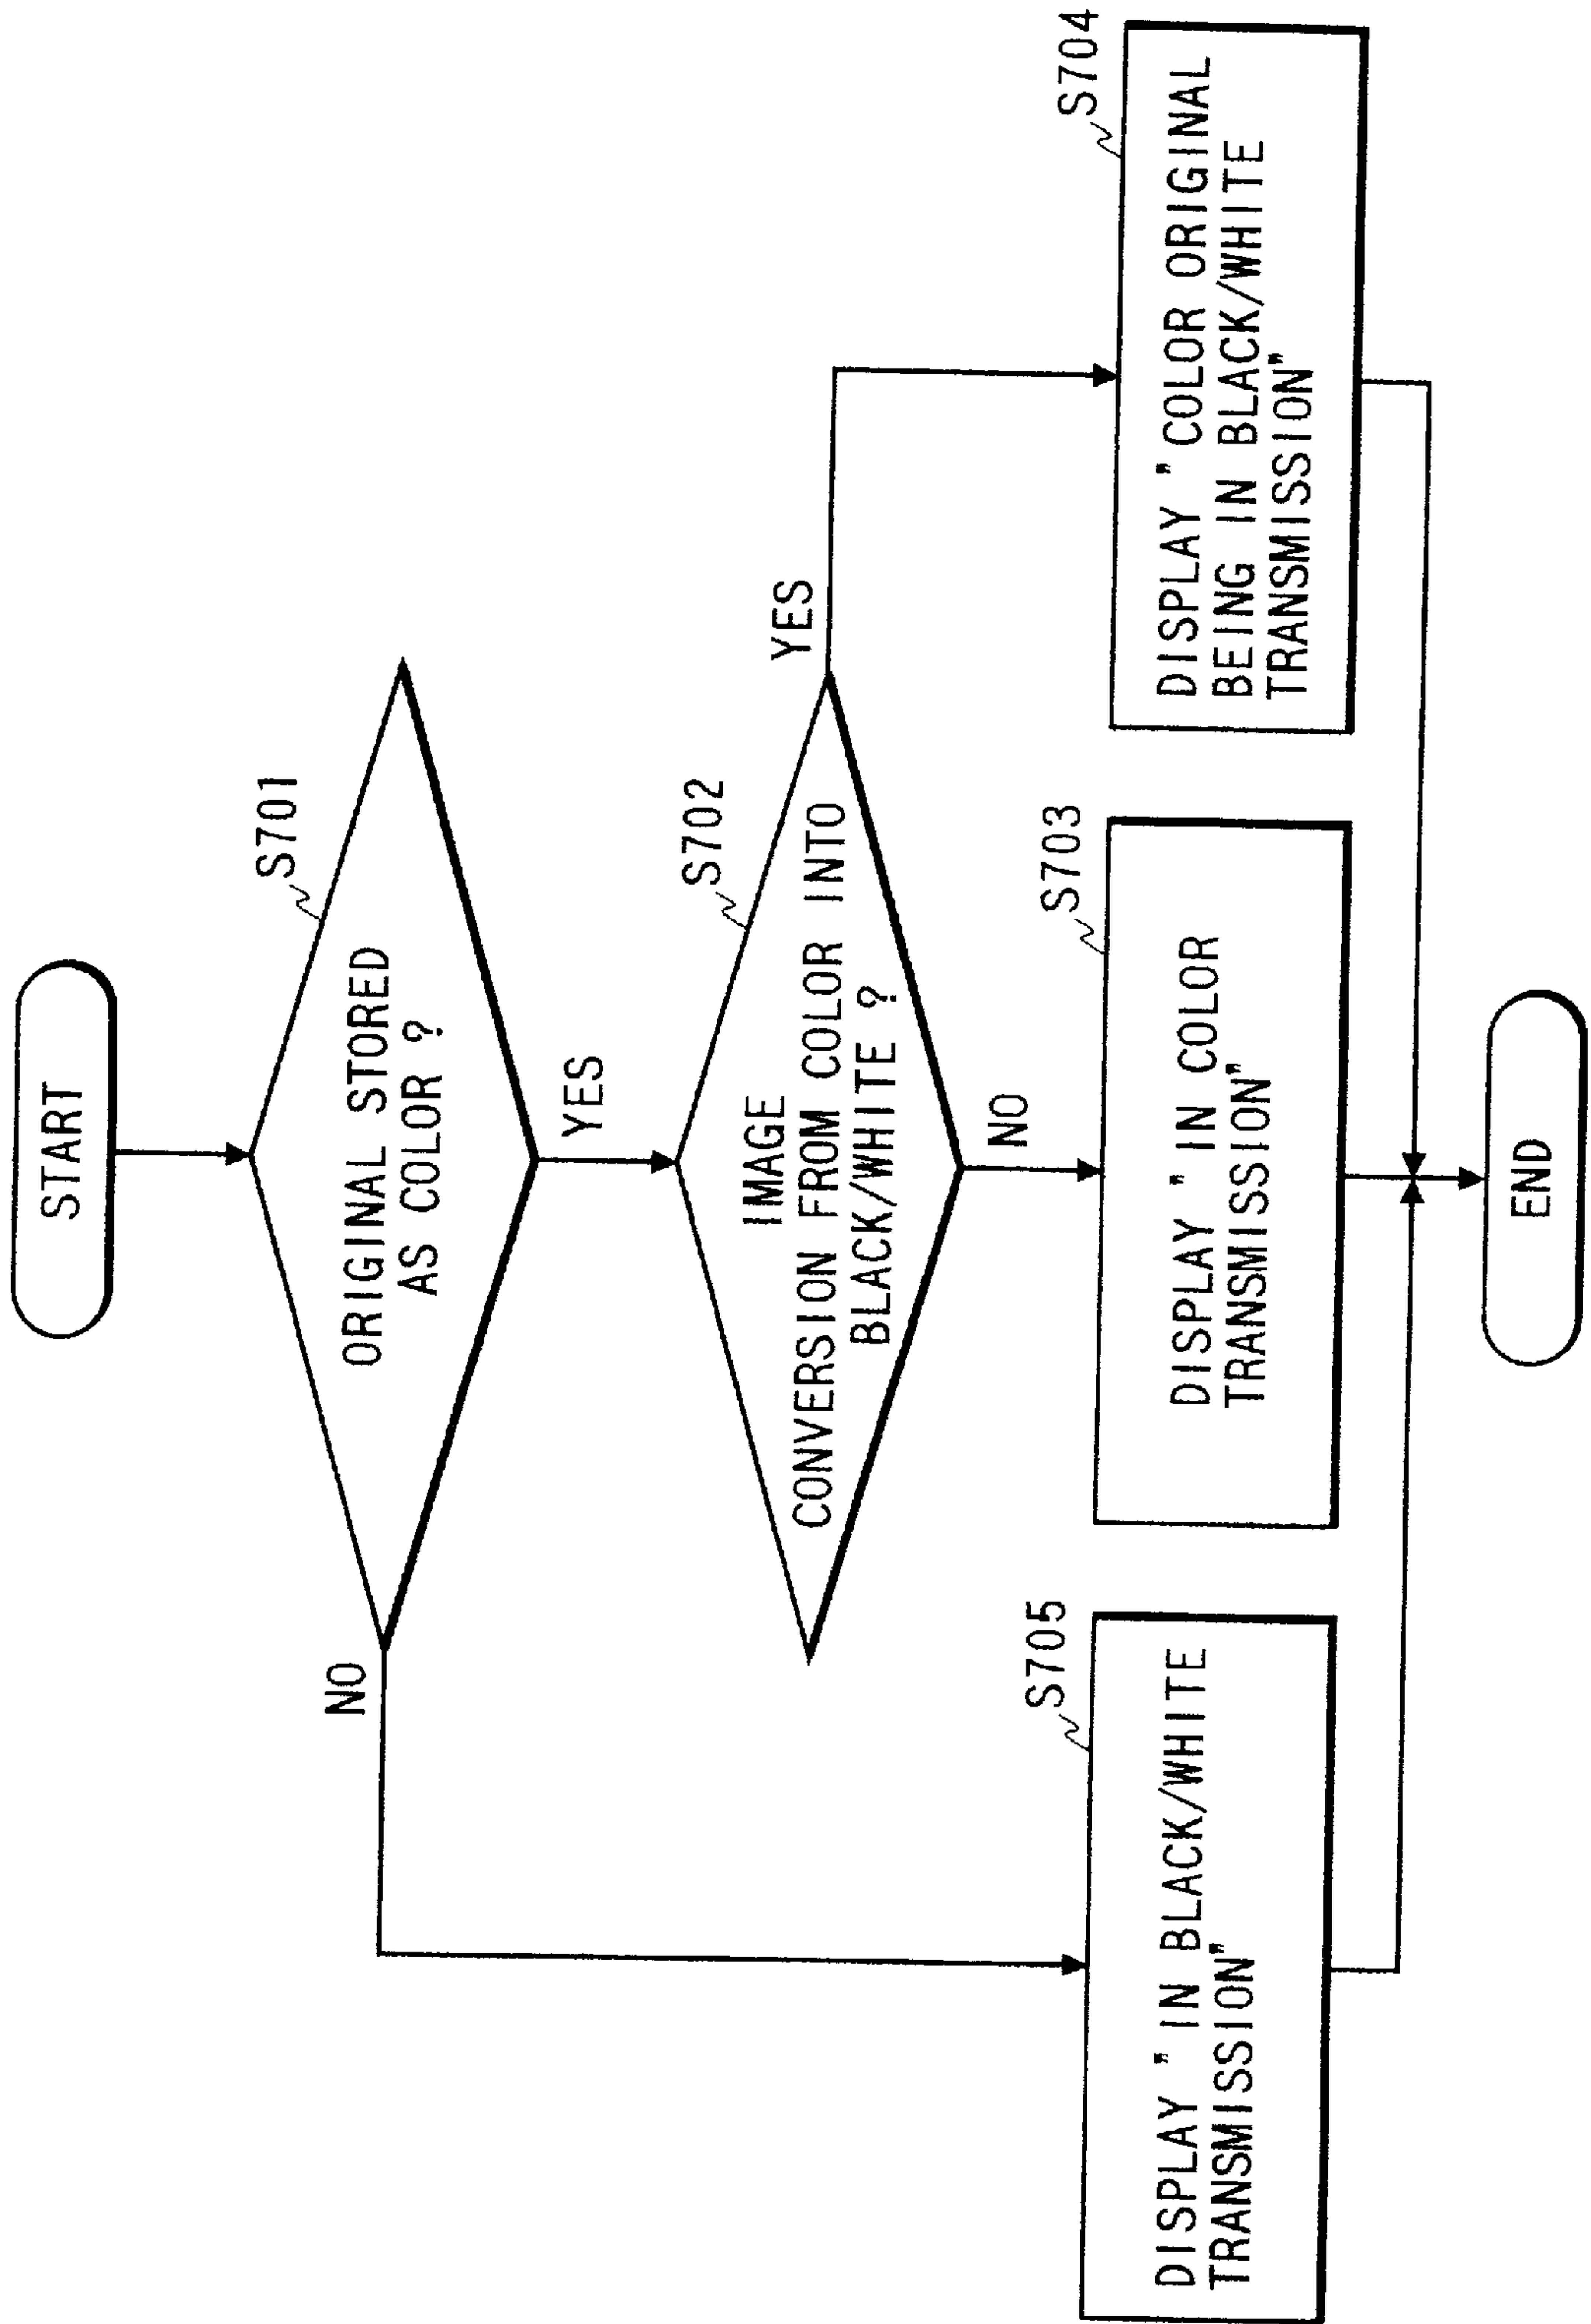 START
S701
ORIGINAL STORED
AS COLOR ?
NO
YES
S702
IMAGE
CONVERSION FROM COLOR INTO
BLACK/WHITE ?
YES
NO
S705
DISPLAY " IN BLACK/WHITE
TRANSMISSION"
S703
DISPLAY " IN COLOR
TRANSMISSION"
S704
DISPLAY " COLOR ORIGINAL
BEING IN BLACK/WHITE
TRANSMISSION"
END